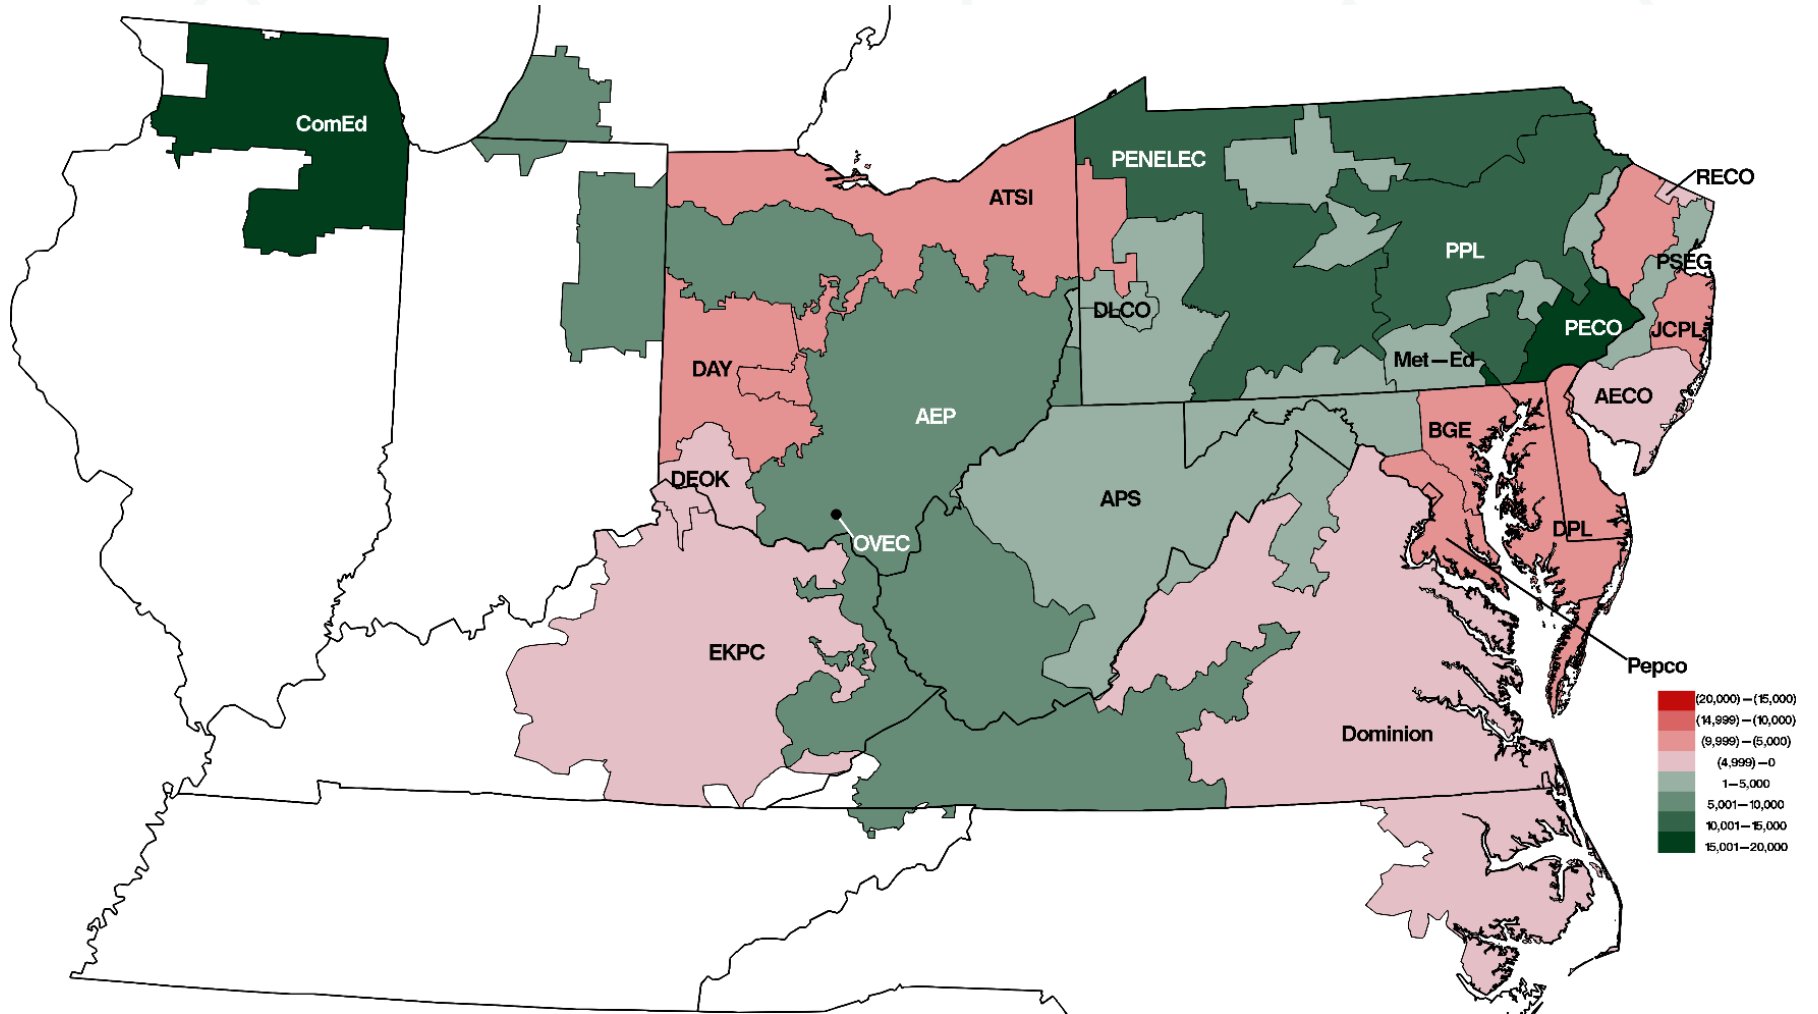 ComEd
PENELEC
RECO
ATSI
PPL
PSEG
DLCO
PECO
JCPL
Met-Ed
DAY
AECO
AEP
BGE
DEOK
APS
DPL
OVEC
EKPC
Pepco
Dominion
(20,000)-(15,000)
(14,999)-(10,000)
(9,999)-(5,000)
(4,999)-0
1-5,000
5,001-10,000
10,001-15,000
15,001-20,000